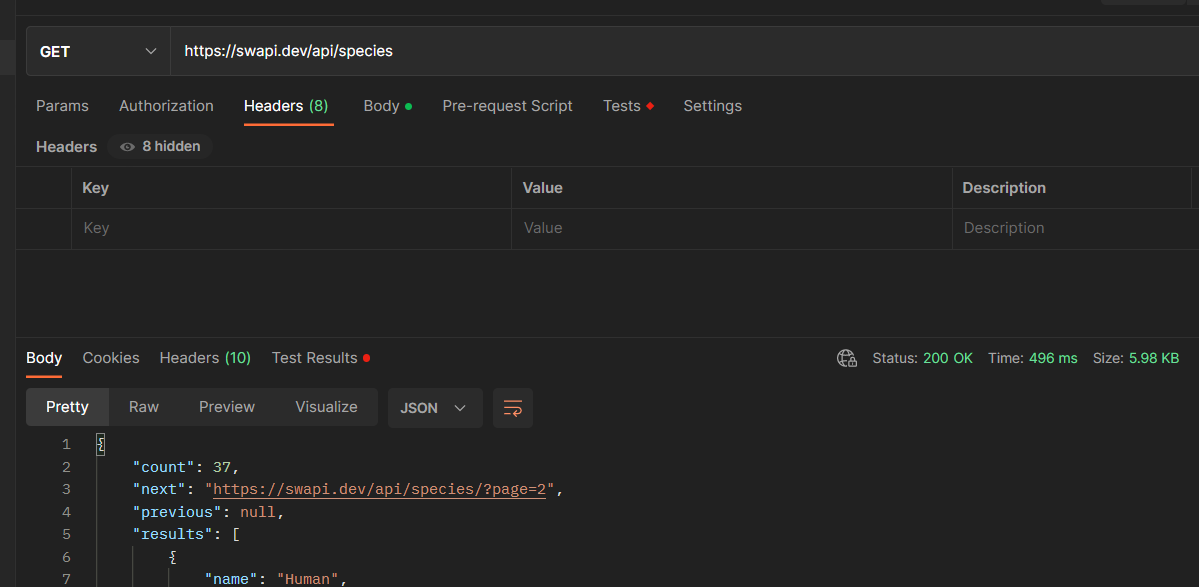 GET https://swapi.dev/api/species
Params Authorization Headers (8) Body Pre-request Script Tests Settings
Headers 8 hidden
Key Value Description
Key Value Description
Body Cookies Headers (10) Test Results Status: 200 OK Time: 496 ms Size: 5.98 KB
Pretty Raw Preview Visualize JSON
1 {
2 "count": 37,
3 "next": "https://swapi.dev/api/species/?page=2",
4 "previous": null,
5 "results": [
6 {
7 "name": "Human",